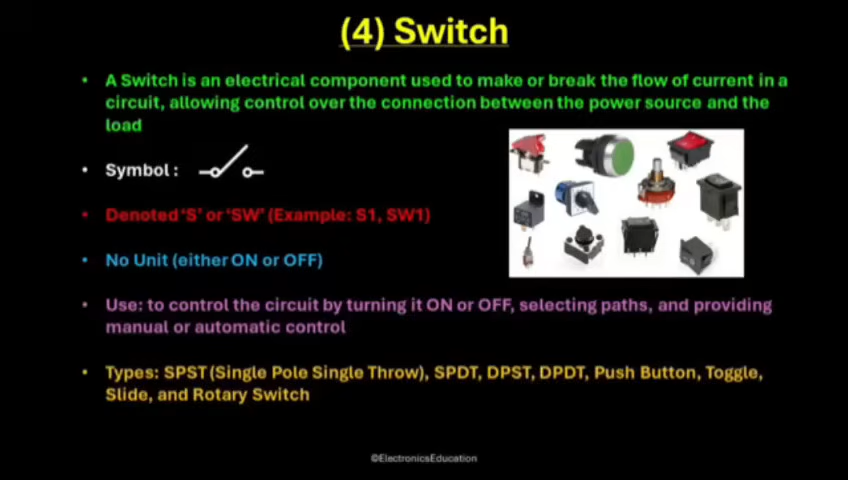 (4) Switch
• A Switch is an electrical component used to make or break the flow of current in a
circuit, allowing control over the connection between the power source and the
load
• Symbol :
• Denoted ‘S’ or ‘SW’ (Example: S1, SW1)
• No Unit (either ON or OFF)
• Use: to control the circuit by turning it ON or OFF, selecting paths, and providing
manual or automatic control
• Types: SPST (Single Pole Single Throw), SPDT, DPST, DPDT, Push Button, Toggle,
Slide, and Rotary Switch
©ElectronicsEducation